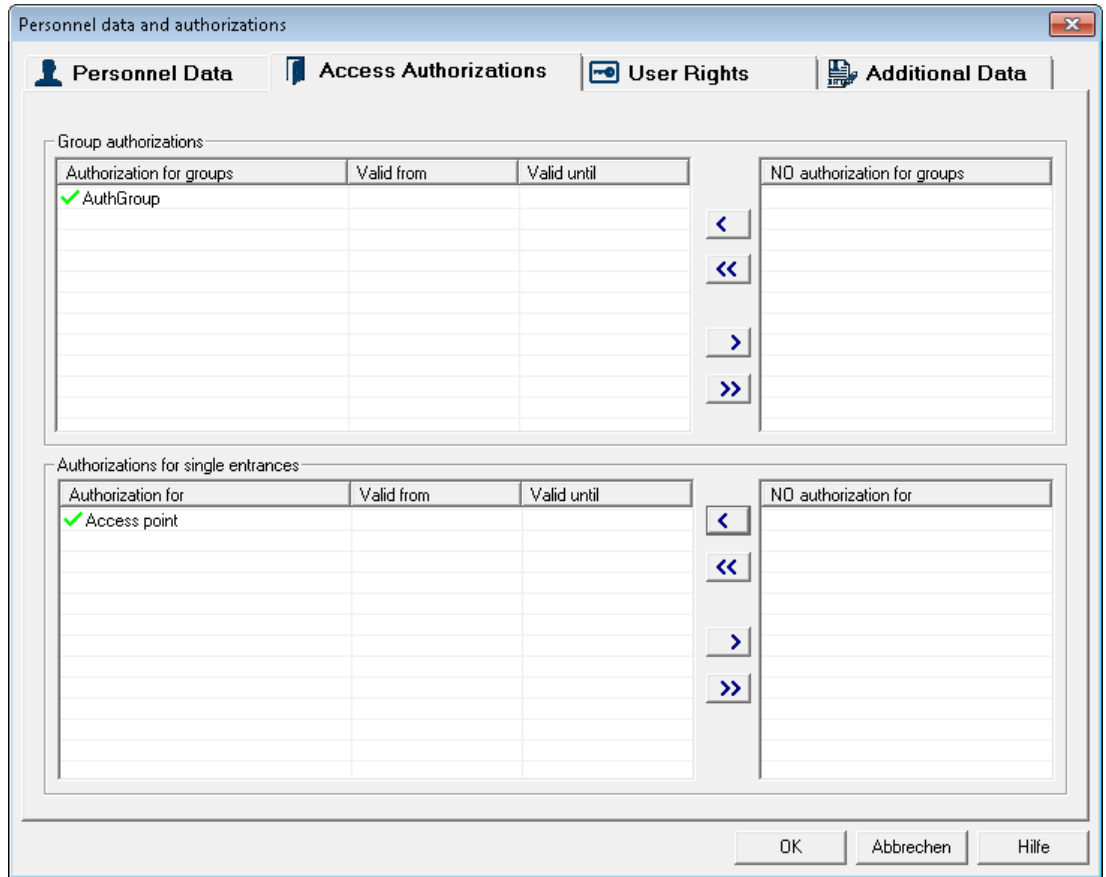 Personnel data and authorizations
Personnel Data Access Authorizations User Rights Additional Data
Group authorizations
Authorization for groups Valid from Valid until NO authorization for groups
AuthGroup
<
<<
>
>>
Authorizations for single entrances
Authorization for Valid from Valid until NO authorization for
Access point
<
<<
>
>>
OK Abbrechen Hilfe